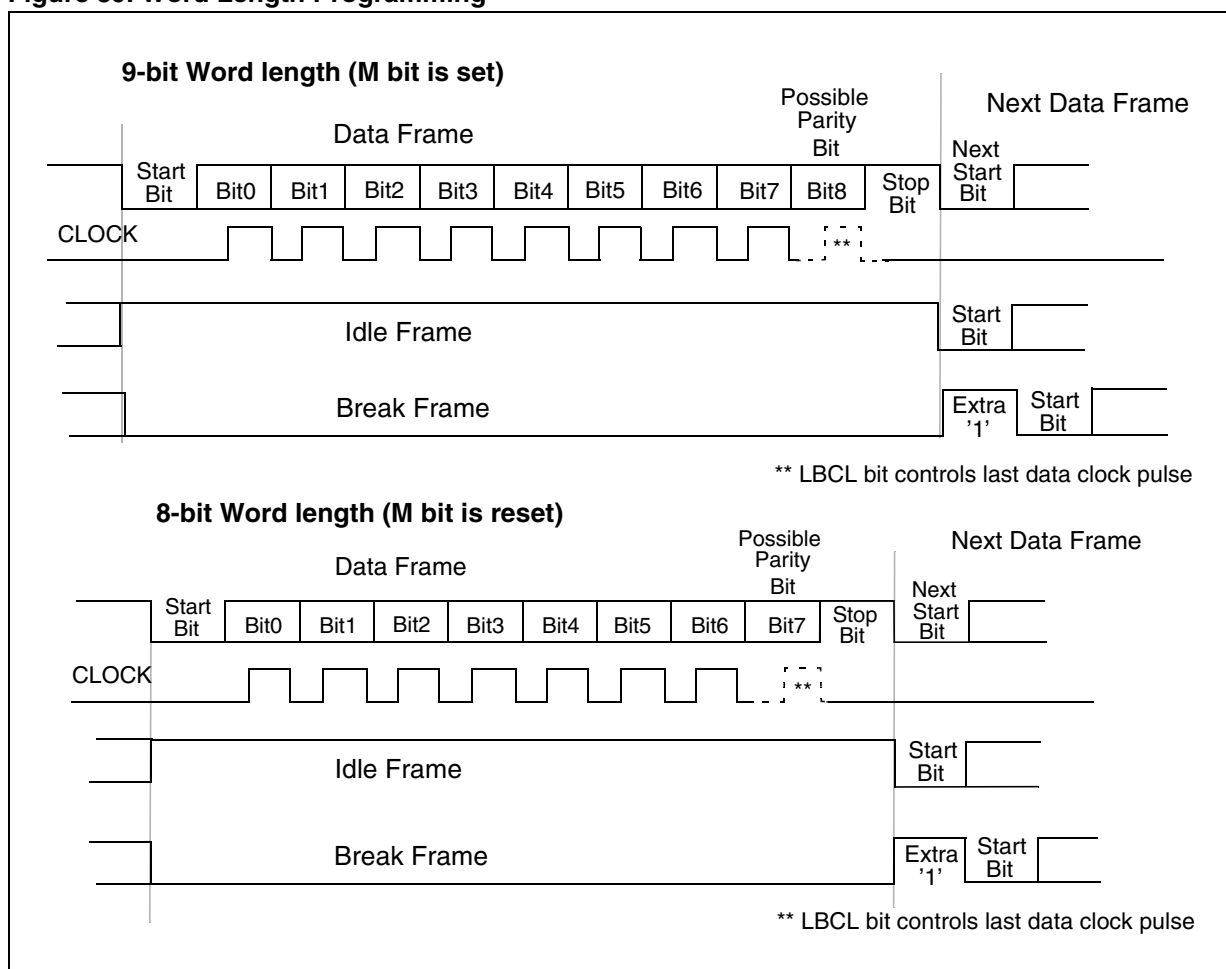 9-bit Word length (M bit is set)
Possible
Parity
Bit
Next Data Frame
Data Frame
Next
Start
Bit
Start
Bit
Bit0
Bit1
Bit2
Bit3
Bit4
Bit5
Bit6
Bit7
Bit8
Stop
Bit
CLOCK
**
Idle Frame
Start
Bit
Break Frame
Extra
'1'
Start
Bit
** LBCL bit controls last data clock pulse
8-bit Word length (M bit is reset)
Possible
Parity
Bit
Next Data Frame
Data Frame
Next
Start
Bit
Start
Bit
Bit0
Bit1
Bit2
Bit3
Bit4
Bit5
Bit6
Bit7
Stop
Bit
CLOCK
**
Idle Frame
Start
Bit
Break Frame
Extra
'1'
Start
Bit
** LBCL bit controls last data clock pulse